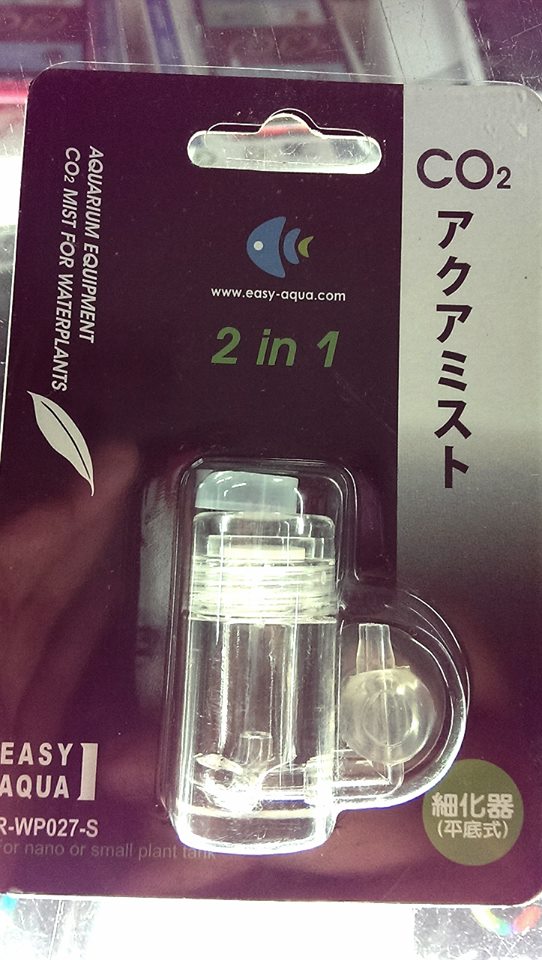 CO2
アクアミスト
AQUARIUM EQUIPMENT
CO2 MIST FOR WATERPLANTS
www.easy-aqua.com
2 in 1
EASY
AQUA
R-WP027-S
for nano or small plant tank
細化器
(平底式)